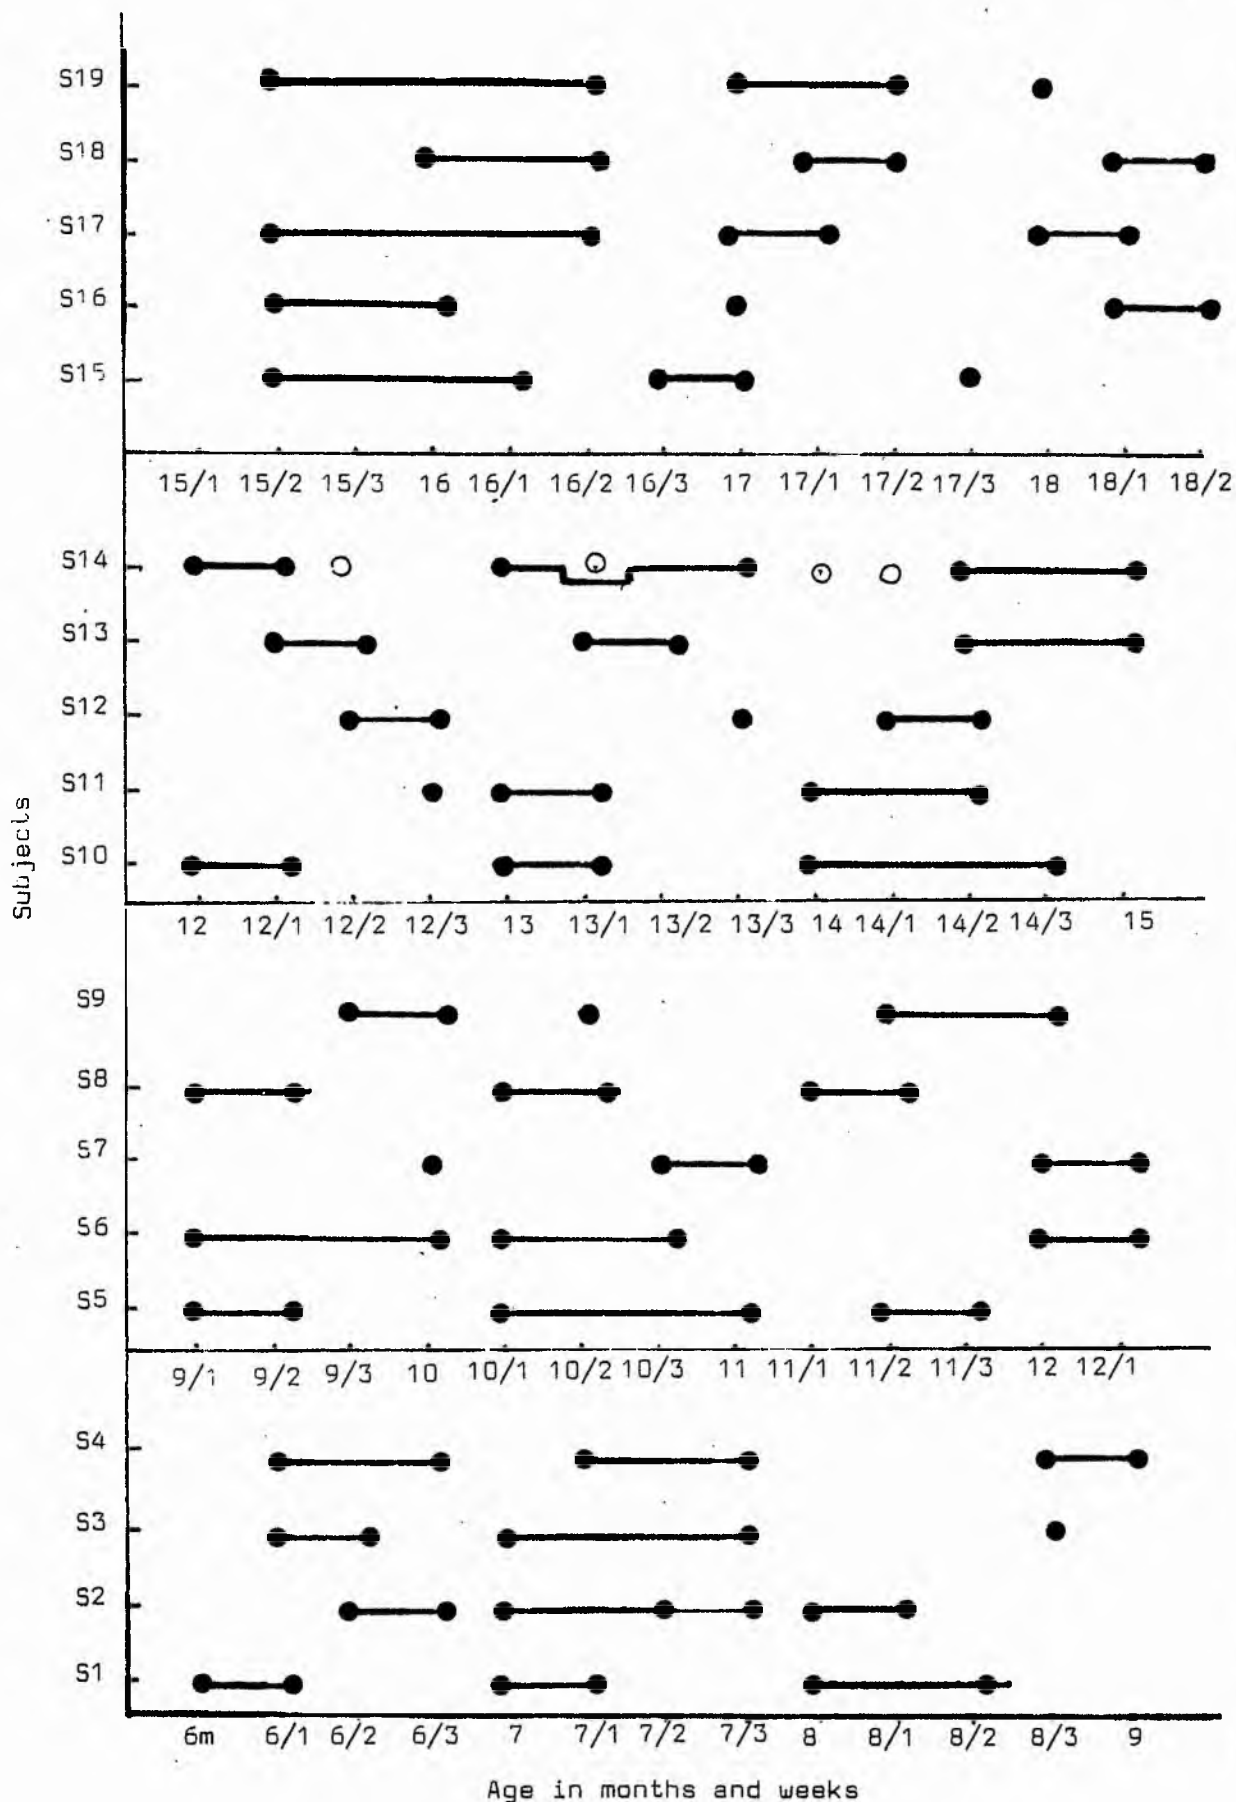 S19
S18
S17
S16
S15
15/1 15/2 15/3 16 16/1 16/2 16/3 17 17/1 17/2 17/3 18 18/1 18/2
S14
S13
S12
S11
S10
12 12/1 12/2 12/3 13 13/1 13/2 13/3 14 14/1 14/2 14/3 15
Subjects
S9
S8
S7
S6
S5
9/1 9/2 9/3 10 10/1 10/2 10/3 11 11/1 11/2 11/3 12 12/1
S4
S3
S2
S1
6m 6/1 6/2 6/3 7 7/1 7/2 7/3 8 8/1 8/2 8/3 9
Age in months and weeks